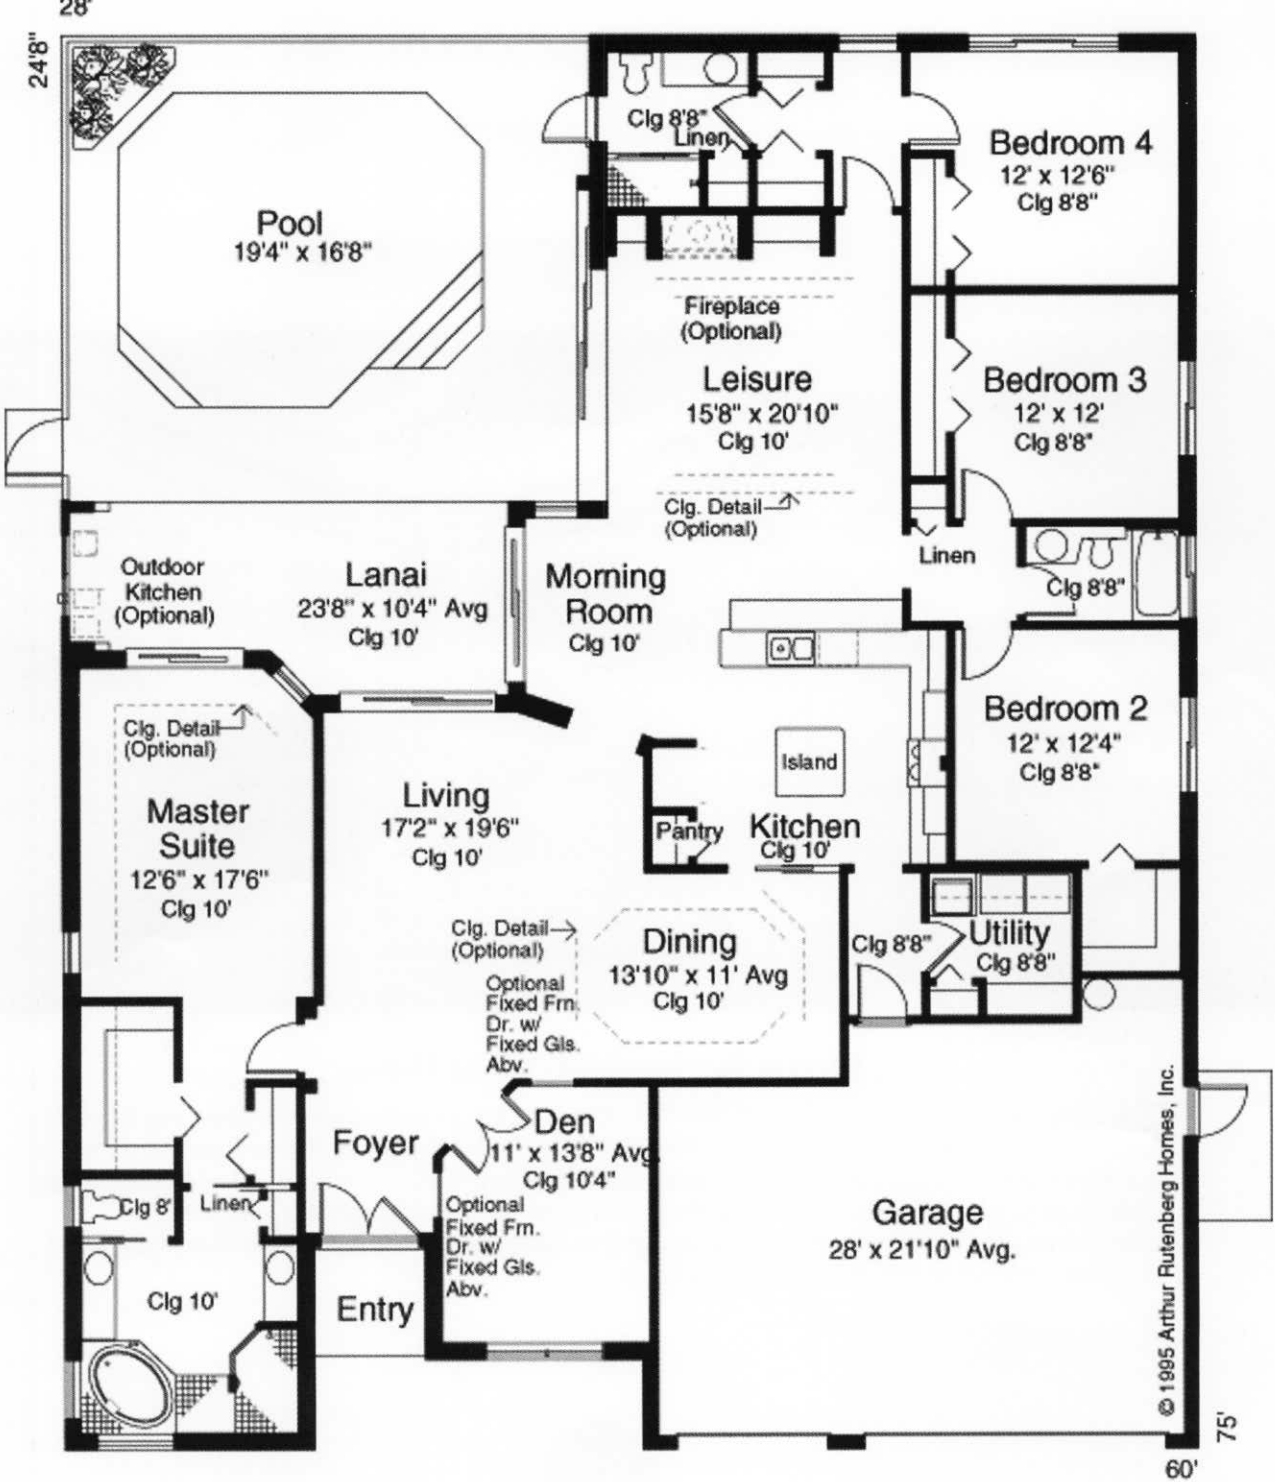 28'
24'8"
Clg 8'8"
Linen
Bedroom 4
12' x 12'6"
Clg 8'8"
Pool
19'4" x 16'8"
Fireplace
(Optional)
Leisure
15'8" x 20'10"
Clg 10'
Bedroom 3
12' x 12'
Clg 8'8"
Clg. Detail
(Optional)
Linen
Clg 8'8"
Outdoor
Kitchen
(Optional)
Lanai
23'8" x 10'4" Avg
Clg 10'
Morning
Room
Clg 10'
Clg. Detail
(Optional)
Bedroom 2
12' x 12'4"
Clg 8'8"
Island
Master
Suite
12'6" x 17'6"
Clg 10'
Living
17'2" x 19'6"
Clg 10'
Pantry
Kitchen
Clg 10'
Clg. Detail
(Optional)
Dining
13'10" x 11' Avg
Clg 10'
Clg 8'8"
Utility
Clg 8'8"
Optional
Fixed Frn.
Dr. w/
Fixed Gls.
Abv.
Foyer
Den
11' x 13'8" Avg
Clg 10'4"
Clg 8'
Linen
Optional
Fixed Frn.
Dr. w/
Fixed Gls.
Abv.
Garage
28' x 21'10" Avg.
Clg 10'
Entry
© 1995 Arthur Rutenberg Homes, Inc.
75'
60'